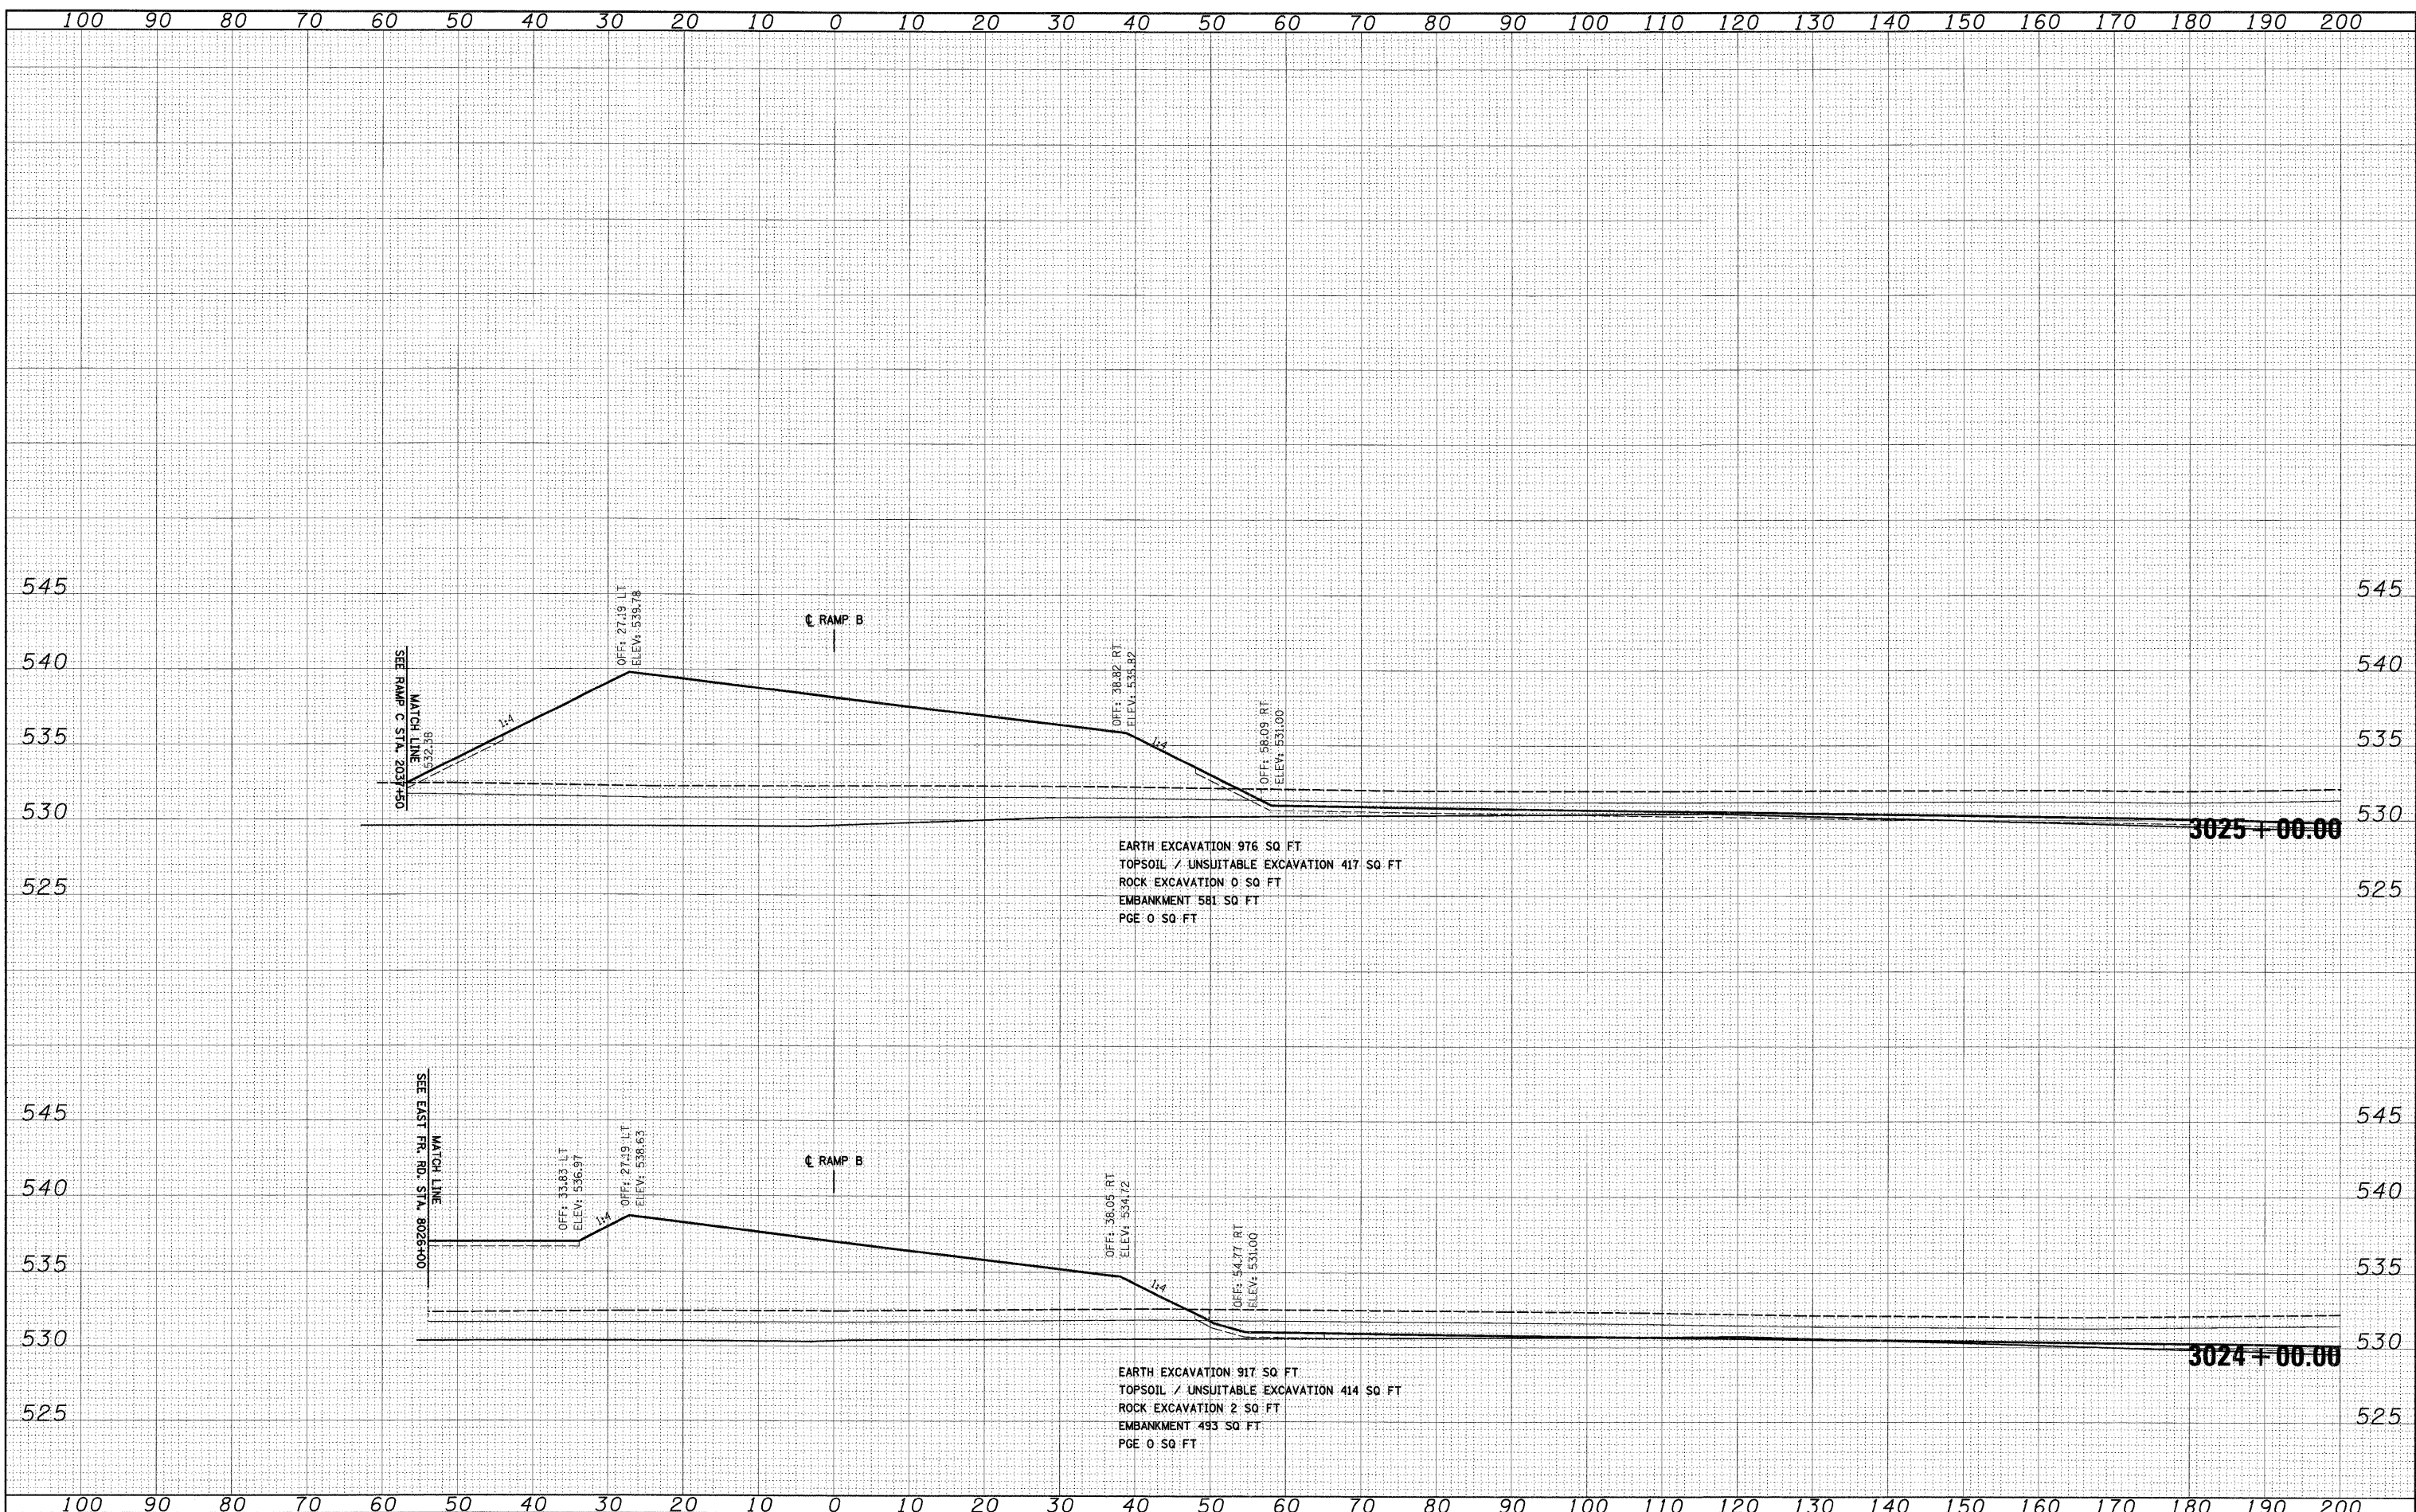 100 90 80 70 60 50 40 30 20 10 0 10 20 30 40 50 60 70 80 90 100 110 120 130 140 150 160 170 180 190 200
545 545
540 540
535 535
530 530
525 525
SEE RAMP C STA. 2037+50
MATCH LINE
532.38
1:4
OFF: 27.19 LT
ELEV: 539.78
℄ RAMP B
OFF: 38.82 RT
ELEV: 535.82
1:4
OFF: 58.09 RT
ELEV: 531.00
3025+00.00
EARTH EXCAVATION 976 SQ FT
TOPSOIL / UNSUITABLE EXCAVATION 417 SQ FT
ROCK EXCAVATION 0 SQ FT
EMBANKMENT 581 SQ FT
PGE 0 SQ FT
545 545
540 540
535 535
530 530
525 525
SEE EAST FR. RD. STA. 8026+00
MATCH LINE
OFF: 33.83 LT
ELEV: 536.97
1:4
OFF: 27.19 LT
ELEV: 538.63
℄ RAMP B
OFF: 38.05 RT
ELEV: 534.72
1:4
OFF: 54.77 RT
ELEV: 531.00
3024+00.00
EARTH EXCAVATION 917 SQ FT
TOPSOIL / UNSUITABLE EXCAVATION 414 SQ FT
ROCK EXCAVATION 2 SQ FT
EMBANKMENT 493 SQ FT
PGE 0 SQ FT
100 90 80 70 60 50 40 30 20 10 0 10 20 30 40 50 60 70 80 90 100 110 120 130 140 150 160 170 180 190 200